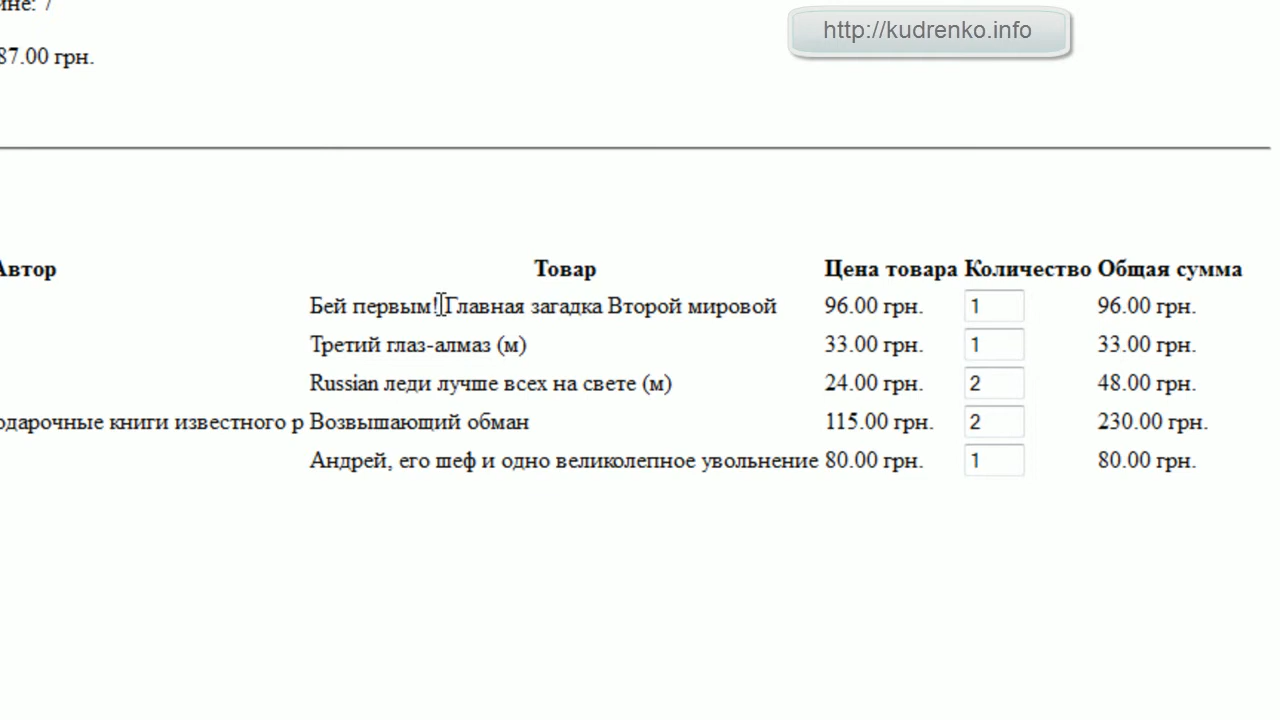 http://kudrenko.info
87.00 грн.
Автор Товар Цена товара Количество Общая сумма
Бей первым! Главная загадка Второй мировой 96.00 грн. 1 96.00 грн.
Третий глаз-алмаз (м) 33.00 грн. 1 33.00 грн.
Russian леди лучше всех на свете (м) 24.00 грн. 2 48.00 грн.
одарочные книги известного р Возвышающий обман 115.00 грн. 2 230.00 грн.
Андрей, его шеф и одно великолепное увольнение 80.00 грн. 1 80.00 грн.